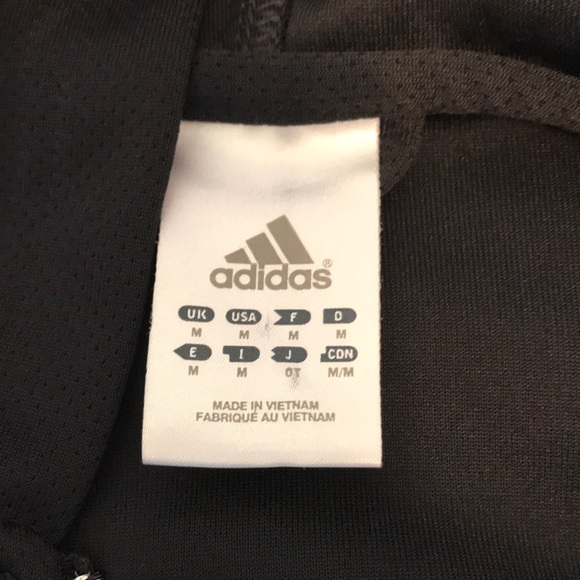 adidas®
UK USA F D
M M M M
E I J CDN
M M OT M/M
MADE IN VIETNAM
FABRIQUÉ AU VIETNAM